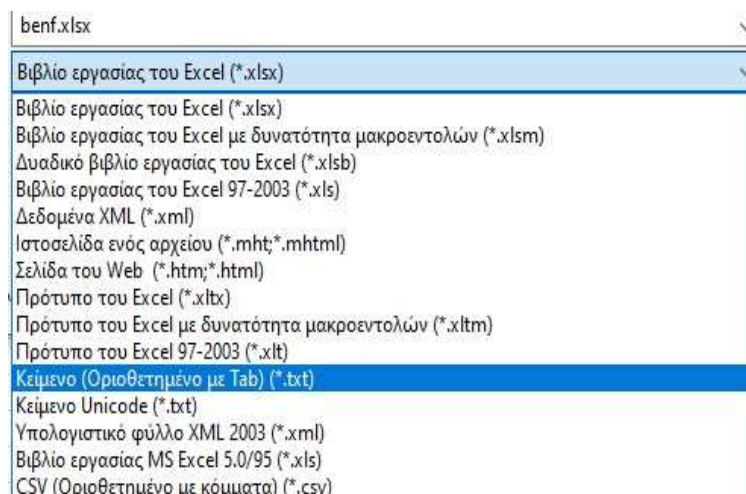 benf.xlsx
Βιβλίο εργασίας του Excel (*.xlsx)
Βιβλίο εργασίας του Excel (*.xlsx)
Βιβλίο εργασίας του Excel με δυνατότητα μακροεντολών (*.xlsm)
Δυαδικό βιβλίο εργασίας του Excel (*.xlsb)
Βιβλίο εργασίας του Excel 97-2003 (*.xls)
Δεδομένα XML (*.xml)
Ιστοσελίδα ενός αρχείου (*.mht;*.mhtml)
Σελίδα του Web (*.htm;*.html)
Πρότυπο του Excel (*.xltx)
Πρότυπο του Excel με δυνατότητα μακροεντολών (*.xltm)
Πρότυπο του Excel 97-2003 (*.xlt)
Κείμενο (Οριοθετημένο με Tab) (*.txt)
Κείμενο Unicode (*.txt)
Υπολογιστικό φύλλο XML 2003 (*.xml)
Βιβλίο εργασίας MS Excel 5.0/95 (*.xls)
CSV (Οριοθετημένο με κόμματα) (*.csv)